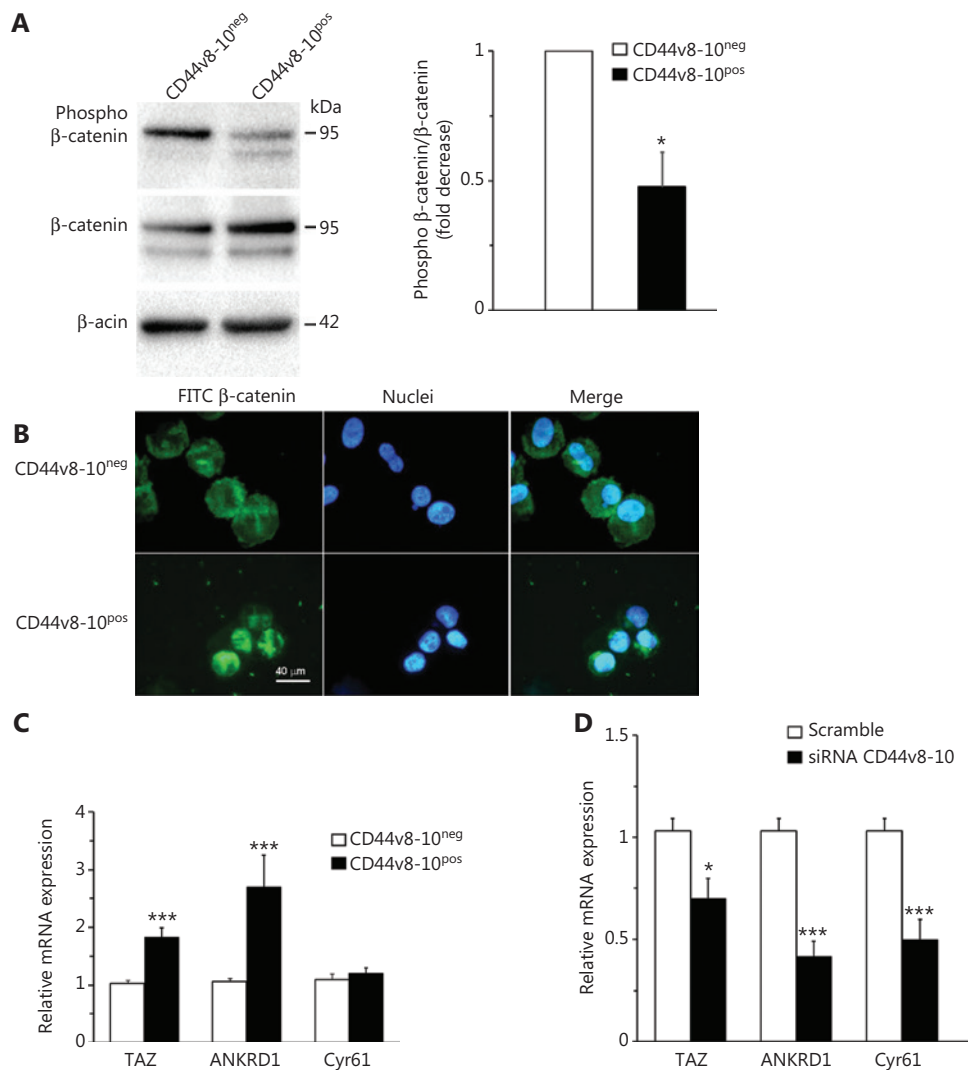 A
CD44v8-10neg
CD44v8-10pos
kDa
Phospho
β-catenin
95
β-catenin
95
β-acin
42
Phospho β-catenin/β-catenin
(fold decrease)
1
0.5
0
*
CD44v8-10neg
CD44v8-10pos
B
FITC β-catenin
Nuclei
Merge
CD44v8-10neg
CD44v8-10pos
40 μm
C
Relative mRNA expression
4
3
2
1
0
***
***
CD44v8-10neg
CD44v8-10pos
TAZ
ANKRD1
Cyr61
D
Relative mRNA expression
1.5
1
0.5
0
Scramble
siRNA CD44v8-10
*
***
***
TAZ
ANKRD1
Cyr61